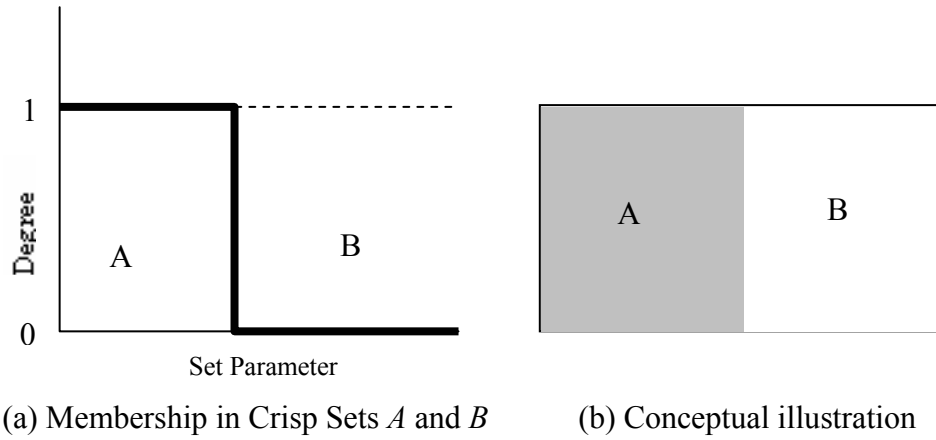 1
A
B
Degree
0
Set Parameter
(a) Membership in Crisp Sets A and B
A
B
(b) Conceptual illustration